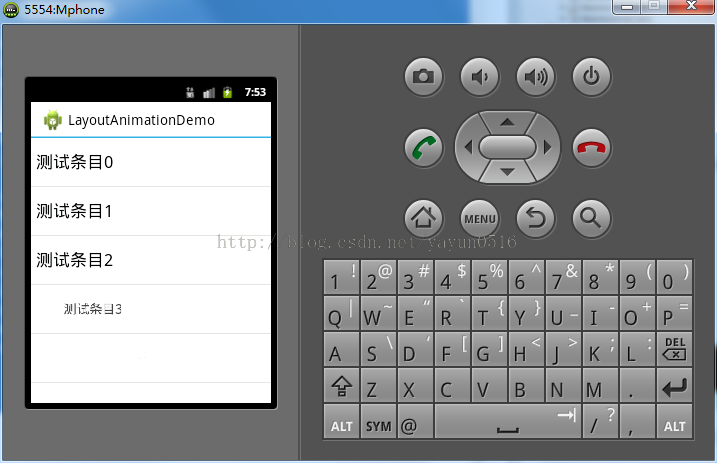 5554:Mphone
7:53
LayoutAnimationDemo
测试条目0
测试条目1
测试条目2
测试条目3
MENU
http://blog.csdn.net/yayun0516
1 ! 2 @ 3 # 4 $ 5 % 6 ^ 7 & 8 * 9 ( 0 )
Q | W ~ E “ R ` T { Y } U _ I - O + P =
A S \ D ‘ F [ G ] H < J > K ; L : DEL
Z X C V B N M .
ALT SYM @ / ? , ALT